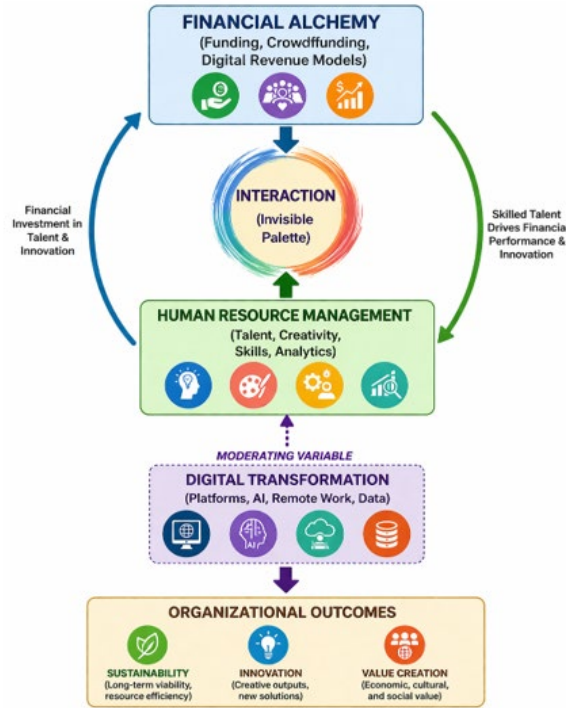 FINANCIAL ALCHEMY
(Funding, Crowdffunding,
Digital Revenue Models)
Financial
Investment in
Talent &
Innovation
INTERACTION
(Invisible
Palette)
Skilled Talent
Drives Financial
Performance &
Innovation
HUMAN RESOURCE MANAGEMENT
(Talent, Creativity,
Skills, Analytics)
MODERATING VARIABLE
DIGITAL TRANSFORMATION
(Platforms, AI, Remote Work, Data)
AI
ORGANIZATIONAL OUTCOMES
SUSTAINABILITY
(Long-term viability,
resource efficiency)
INNOVATION
(Creative outputs,
new solutions)
VALUE CREATION
(Economic, cultural,
and social value)